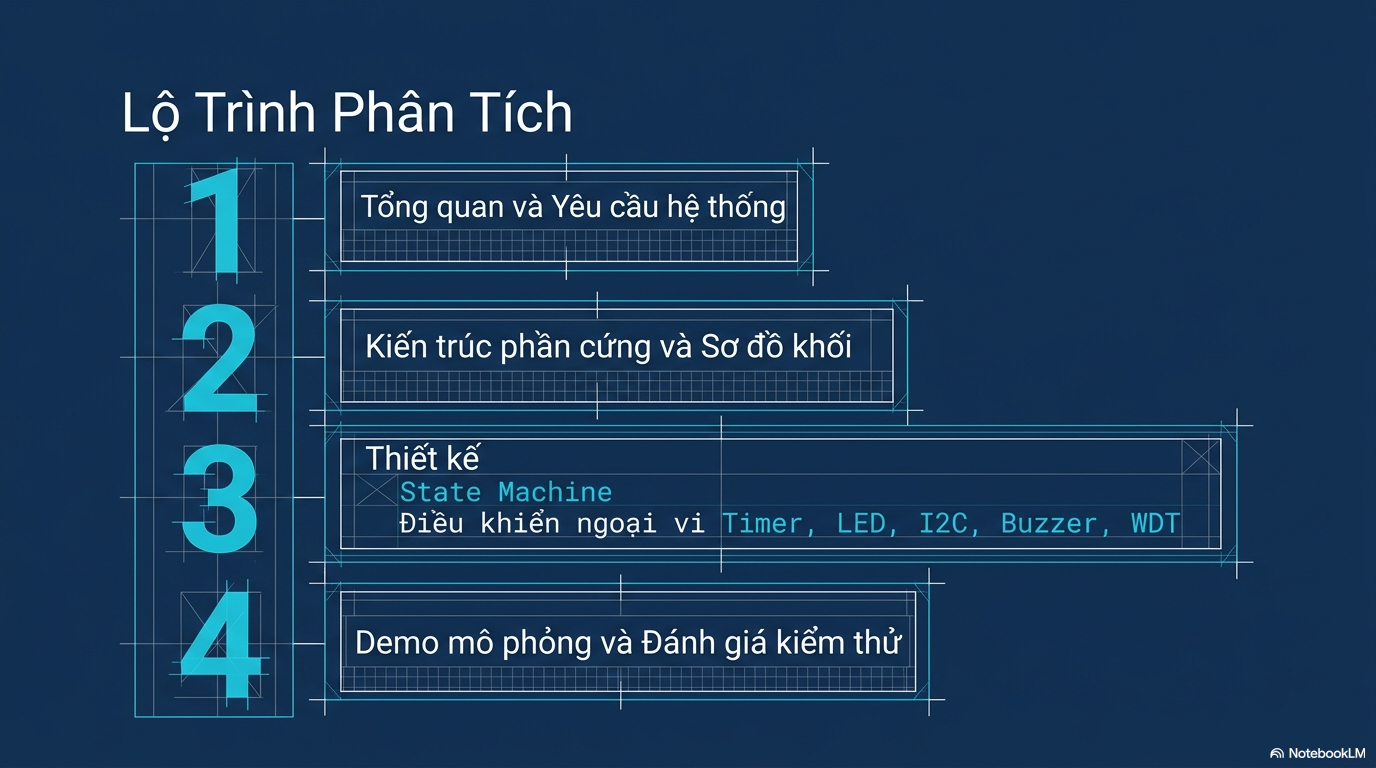 Lộ Trình Phân Tích
1
Tổng quan và Yêu cầu hệ thống
2
Kiến trúc phần cứng và Sơ đồ khối
3
Thiết kế
State Machine
Điều khiển ngoại vi Timer, LED, I2C, Buzzer, WDT
4
Demo mô phỏng và Đánh giá kiểm thử
NotebookLM